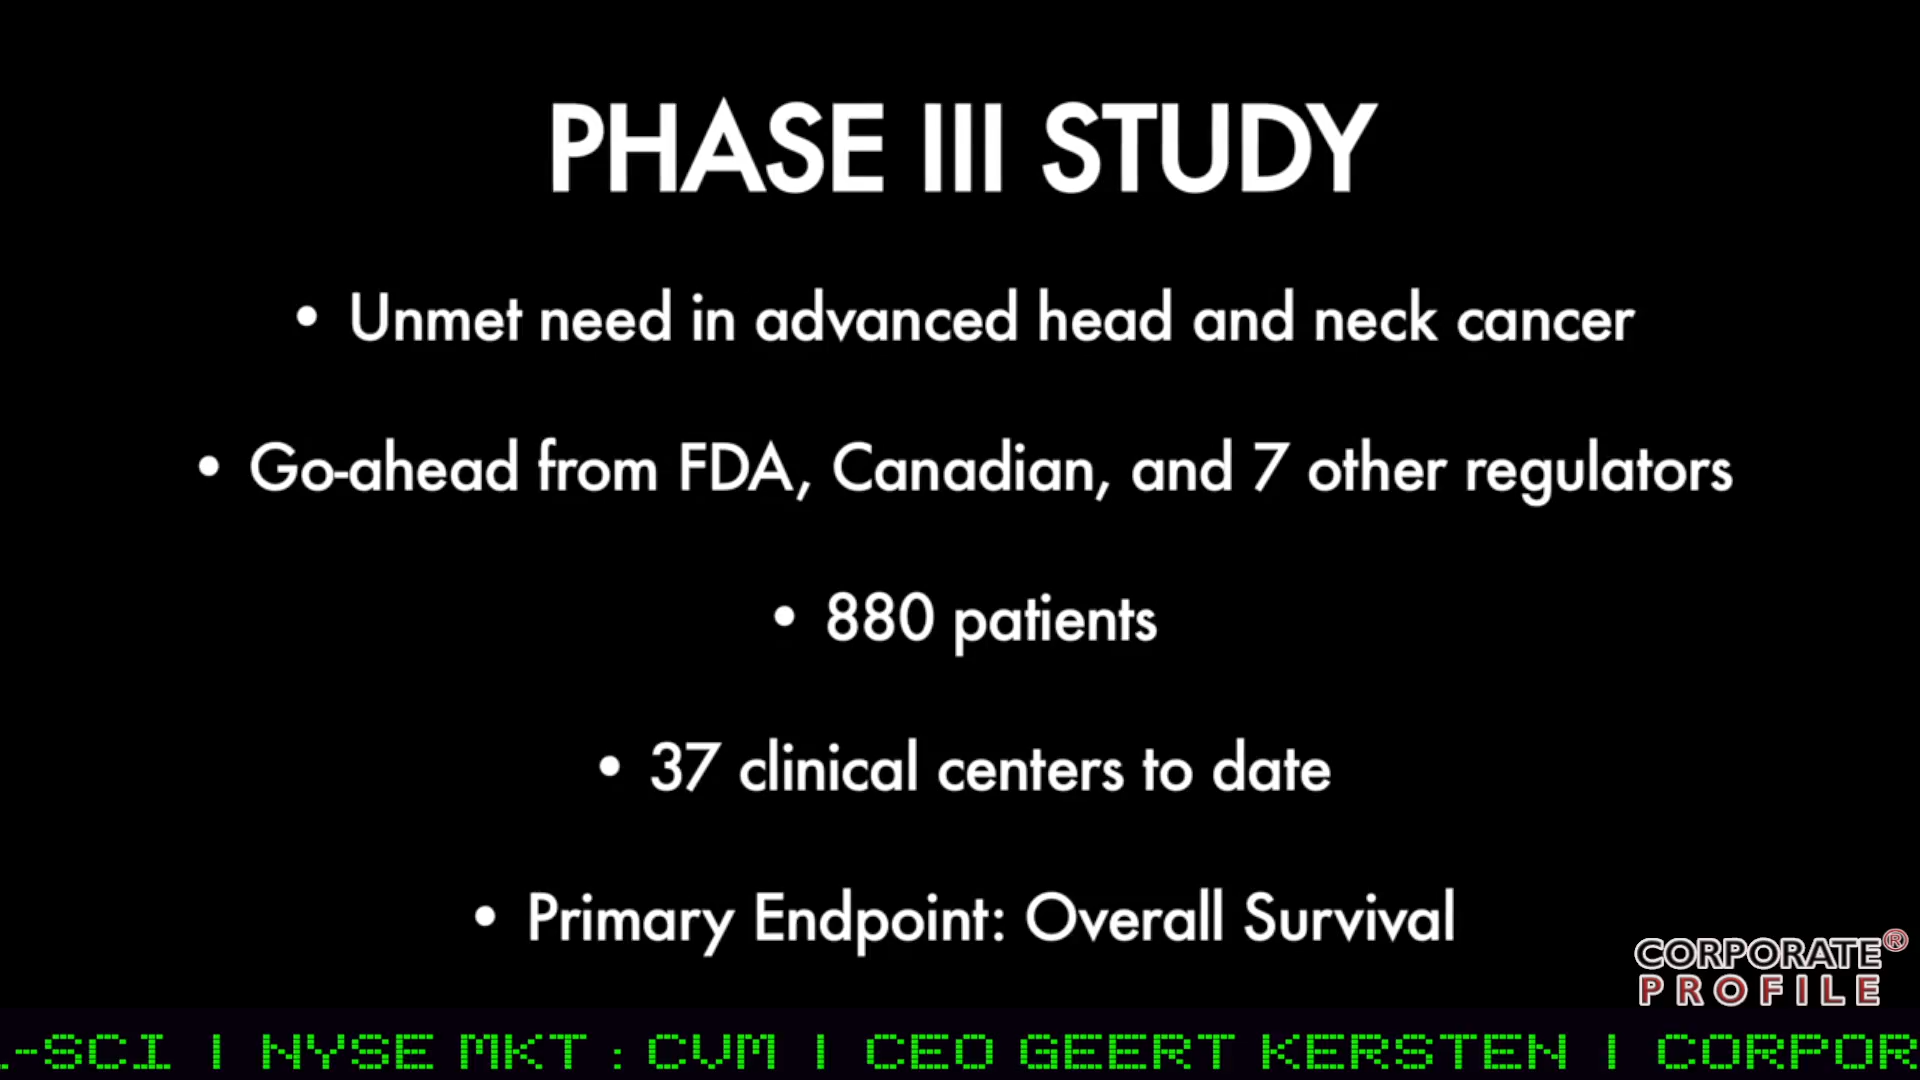 PHASE III STUDY
• Unmet need in advanced head and neck cancer
• Go-ahead from FDA, Canadian, and 7 other regulators
• 880 patients
• 37 clinical centers to date
• Primary Endpoint: Overall Survival
CORPORATE®
PROFILE
-SCI | NYSE MKT : CVM | CEO GEERT KERSTEN | CORPOR